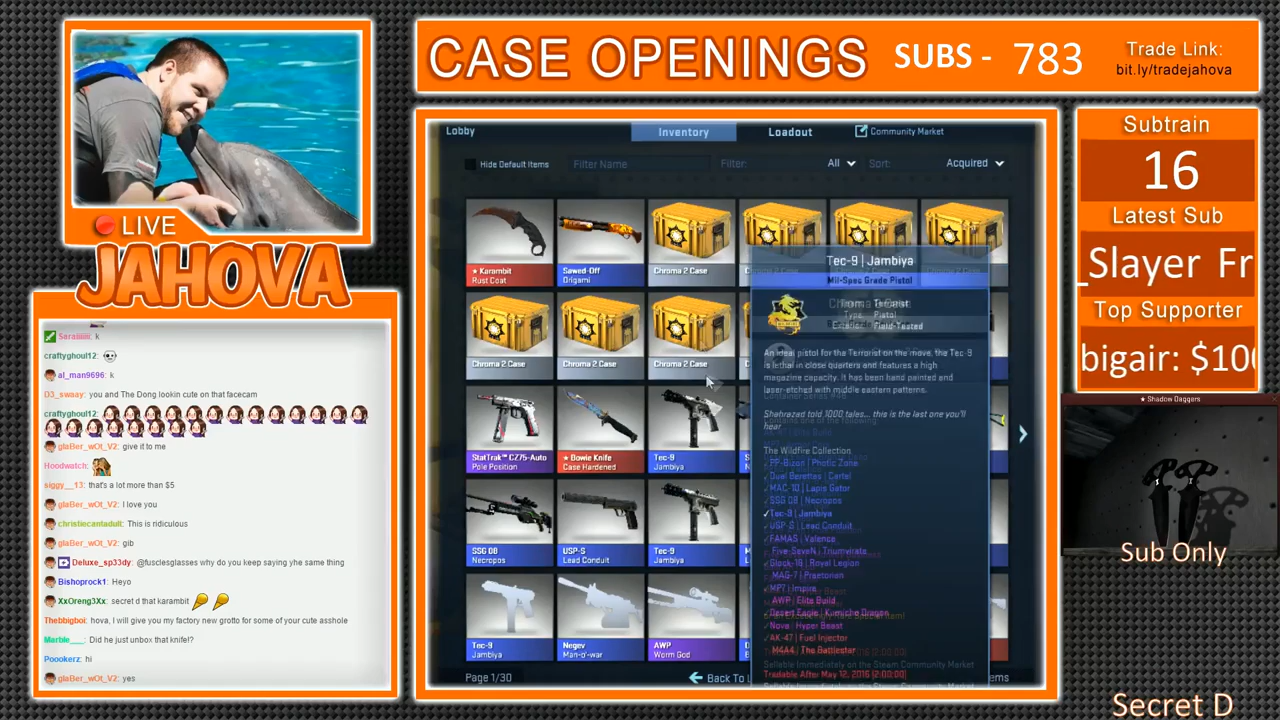 CASE OPENINGS
SUBS - 783
Trade Link:
bit.ly/tradejahova
LIVE
JAHOVA
Saraiiiiii: k
craftyghoul12:
al_man9696: k
D3_swaay: you and The Dong lookin cute on that facecam
craftyghoul12:
glaBer_wOt_V2: give it to me
Hoodwatch:
siggy__13: that's a lot more than $5
glaBer_wOt_V2: I love you
christiecantadult: This is ridiculous
glaBer_wOt_V2: gib
Deluxe_sp33dy: @fusclesglasses why do you keep saying yhe same thing
Bishoprock1: Heyo
XxOreng3Xx: secret d that karambit
Thebbigboi: hova, I will give you my factory new grotto for some of your cute asshole
Marble___: Did he just unbox that knife!?
Poookerz: hi
glaBer_wOt_V2: yes
Lobby
Inventory
Loadout
Community Market
Hide Default Items
Filter Name
Filter:
All
Sort:
Acquired
★ Karambit
Rust Coat
Sawed-Off
Origami
Chroma 2 Case
Chroma 2 Case
Chroma 2 Case
Chroma 2 Case
Chroma 2 Case
Chroma 2 Case
Chroma 2 Case
StatTrak™ CZ75-Auto
Pole Position
★ Bowie Knife
Case Hardened
Tec-9
Jambiya
SSG 08
Necropos
USP-S
Lead Conduit
Tec-9
Jambiya
Tec-9
Jambiya
Negev
Man-o'-war
AWP
Worm God
Page 1/30
Back To L
ems
Tec-9 | Jambiya
Mil-Spec Grade Pistol
From: Terrorist
Type: Pistol
Exterior: Field-Tested
An ideal pistol for the Terrorist on the move, the Tec-9
is lethal in close quarters and features a high
magazine capacity. It has been hand painted and
laser etched with middle eastern patterns.
Shahrazad told 1000 tales... this is the last one you'll
hear
The Wildfire Collection
PP-Bizon | Photic Zone
Dual Berettas | Cartel
MAC-10 | Lapis Gator
SSG 08 | Necropos
✓Tec-9 | Jambiya
USP-S | Lead Conduit
FAMAS | Valence
Five-SeveN | Triumvirate
Glock-18 | Royal Legion
MAG-7 | Praetorian
MP7 | Impire
AWP | Elite Build
Desert Eagle | Kumicho Dragon
Nova | Hyper Beast
AK-47 | Fuel Injector
M4A4 | The Battlestar
Tradable After May 12, 2016 (2:00:00)
Sellable Immediately on the Steam Community Market
Subtrain
16
Latest Sub
_Slayer Fr
Top Supporter
bigair: $100
★ Shadow Daggers
Sub Only
Secret D